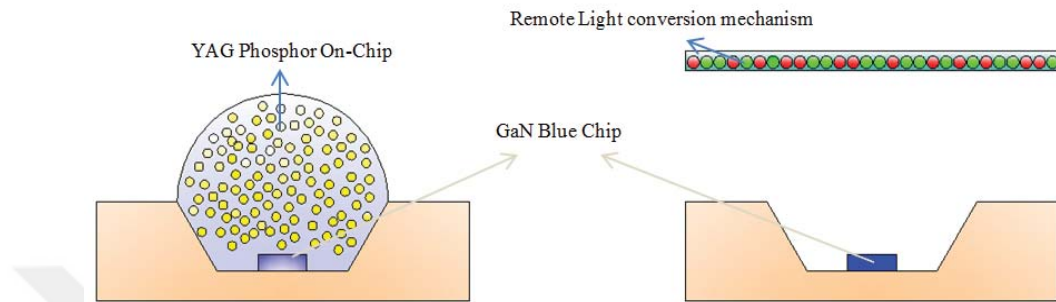 Remote Light conversion mechanism
YAG Phosphor On-Chip
GaN Blue Chip